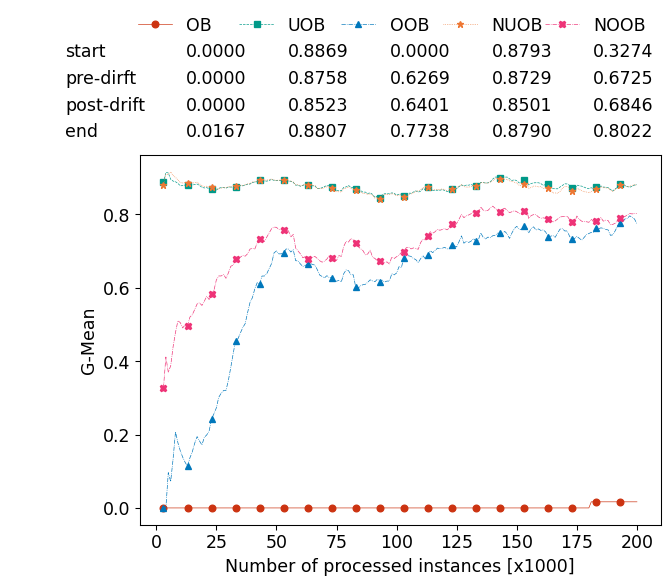 OB UOB OOB NUOB NOOB
start 0.0000 0.8869 0.0000 0.8793 0.3274
pre-dirft 0.0000 0.8758 0.6269 0.8729 0.6725
post-drift 0.0000 0.8523 0.6401 0.8501 0.6846
end 0.0167 0.8807 0.7738 0.8790 0.8022
G-Mean
0.8
0.6
0.4
0.2
0.0
0 25 50 75 100 125 150 175 200
Number of processed instances [x1000]